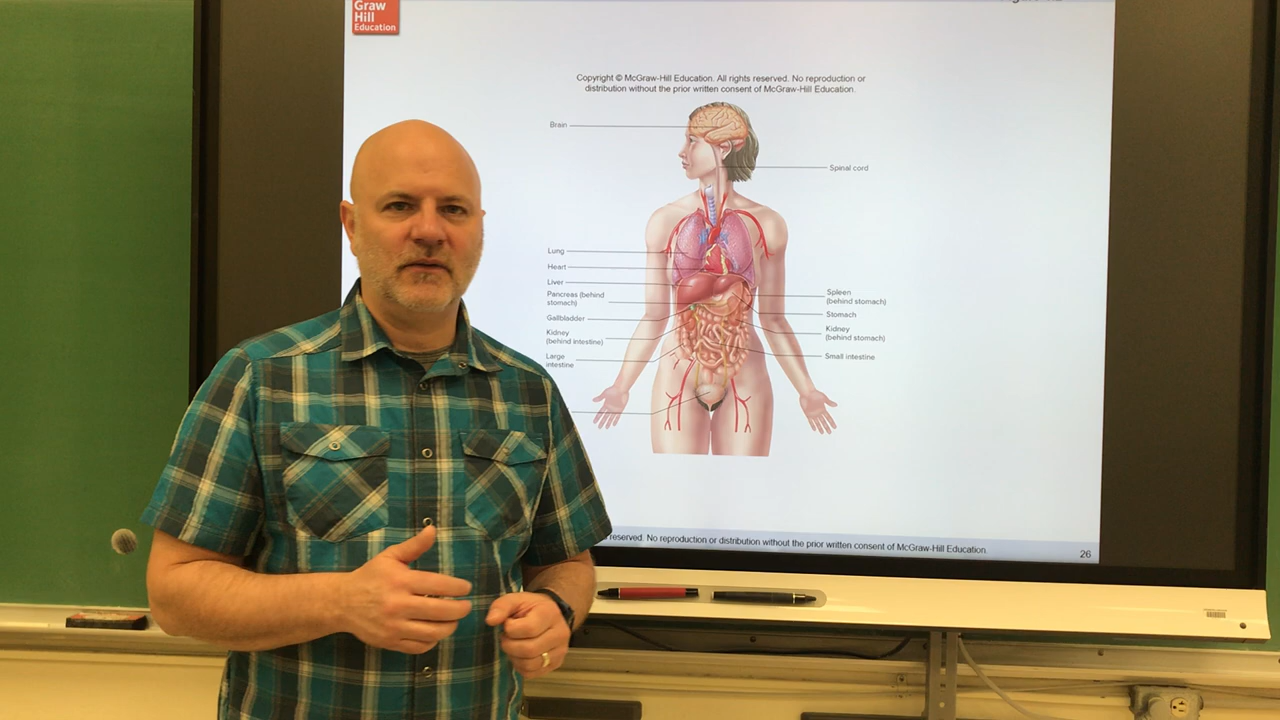 Graw
Hill
Education
Copyright © McGraw-Hill Education. All rights reserved. No reproduction or
distribution without the prior written consent of McGraw-Hill Education.
Brain
Spinal cord
Lung
Heart
Liver
Pancreas (behind
stomach)
Gallbladder
Kidney
(behind intestine)
Large
intestine
Spleen
(behind stomach)
Stomach
Kidney
(behind stomach)
Small intestine
reserved. No reproduction or distribution without the prior written consent of McGraw-Hill Education.
26